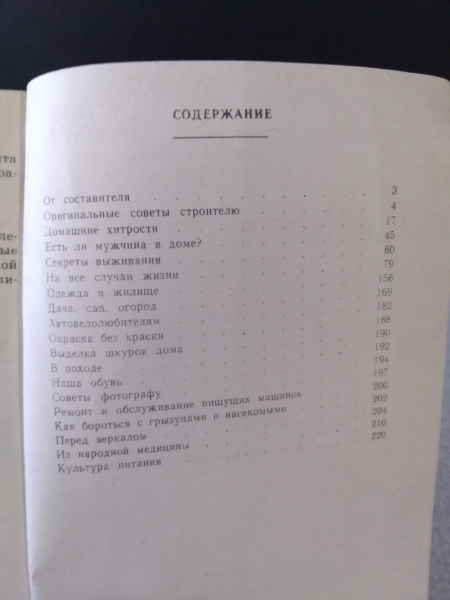 СОДЕРЖАНИЕ
От составителя 3
Оригинальные советы строителю 4
Домашние хитрости 17
Есть ли мужчина в доме? 45
Секреты выживания 60
На все случаи жизни 79
Одежда и жилище 156
Дача, сад, огород 169
Автовелолюбителям 182
Окраска без краски 188
Выделка шкурок дома 190
В походе 192
Наша обувь 194
Советы фотографу 197
Ремонт и обслуживание пишущих машинок 200
Как бороться с грызунами и насекомыми 202
Перед зеркалом 204
Из народной медицины 210
Культура питания 220